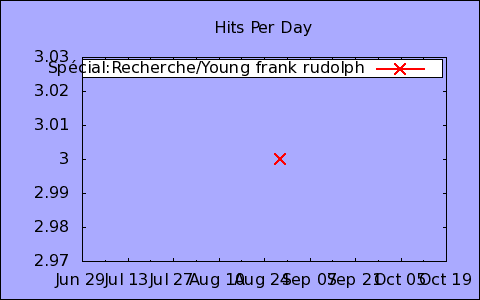 Hits Per Day
3.03
Spécial:Recherche/Young frank rudolph
3.02
3.01
3
2.99
2.98
2.97
Jun 29 Jul 13 Jul 27 Aug 10 Aug 24 Sep 07 Sep 21 Oct 05 Oct 19